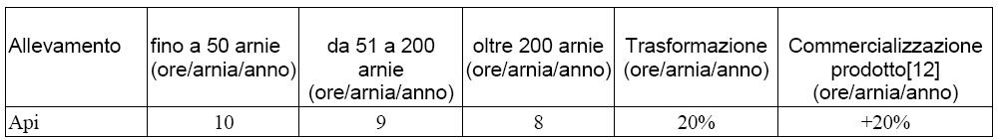 Allevamento fino a 50 arnie (ore/arnia/anno) da 51 a 200 arnie (ore/arnia/anno) oltre 200 arnie (ore/arnia/anno) Trasformazione (ore/arnia/anno) Commercializzazione prodotto[12] (ore/arnia/anno)
Api 10 9 8 20% +20%